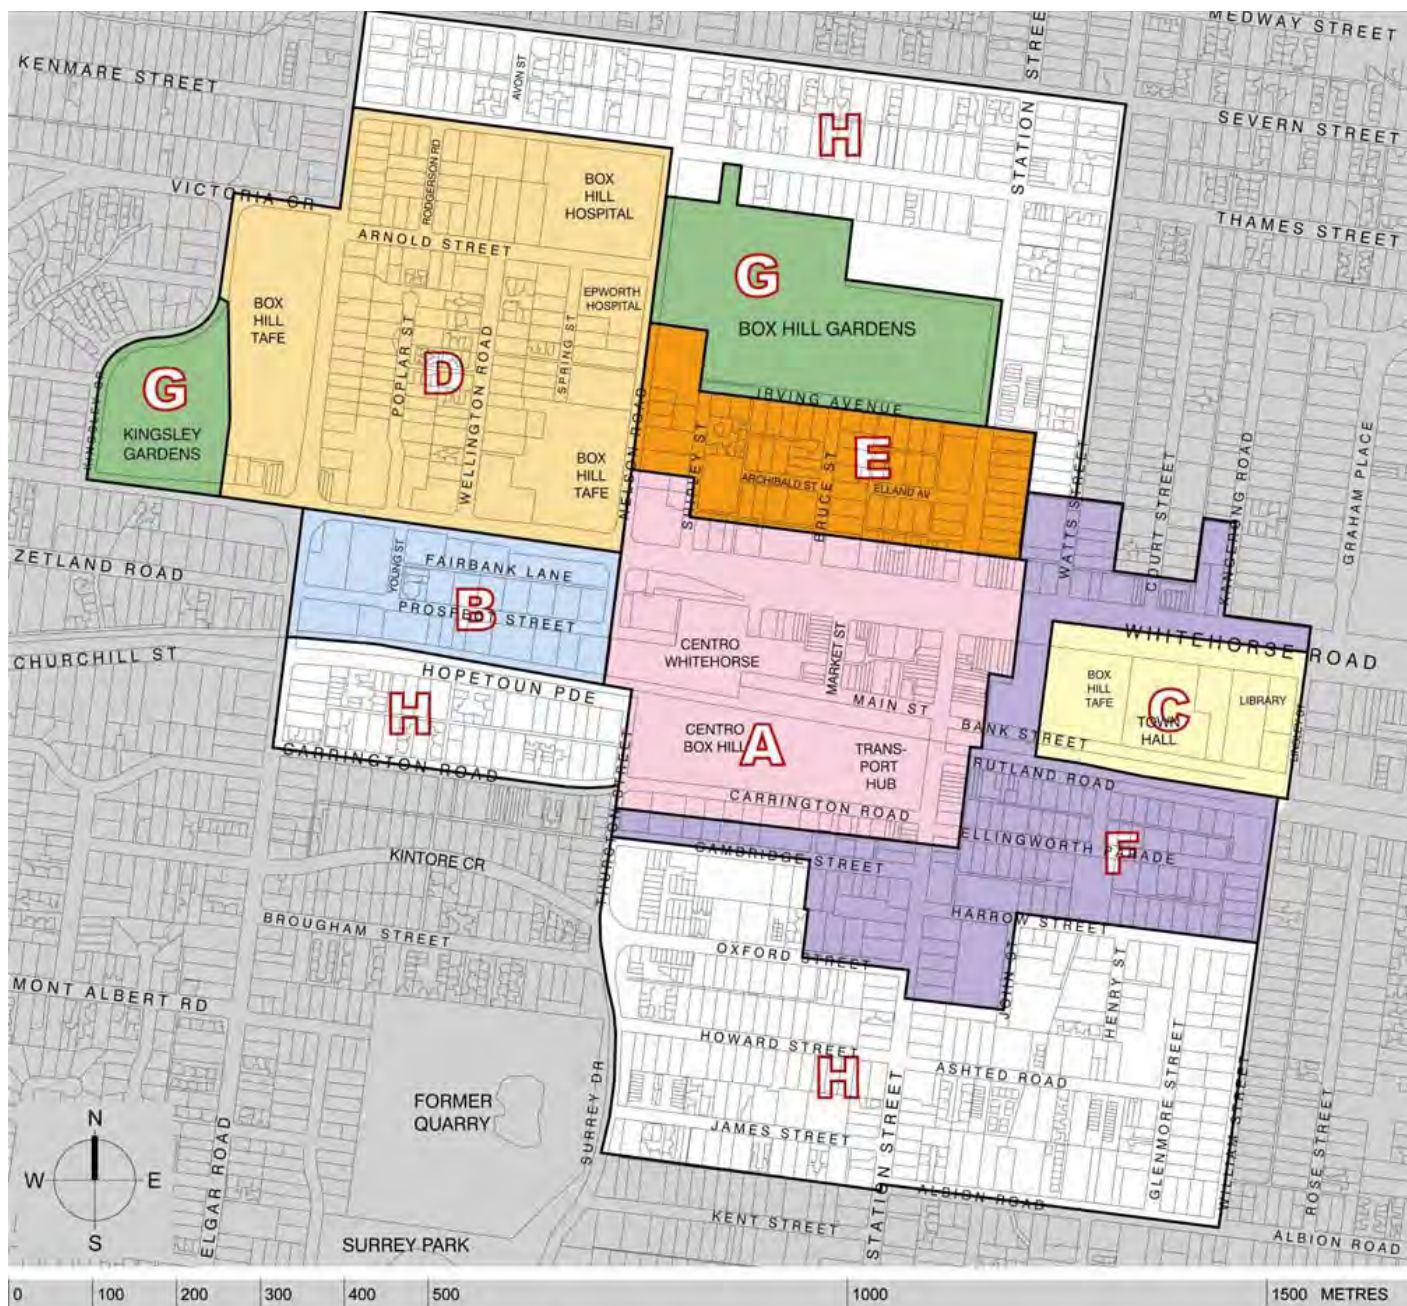 MEDWAY STREET
KENMARE STREET
AVON ST
STREE
SEVERN STREET
H
STATION
RODGERSON RD
BOX
HILL
HOSPITAL
VICTORIA CR
THAMES STREET
ARNOLD STREET
G
EPWORTH
HOSPITAL
BOX
HILL
TAFE
BOX HILL GARDENS
SPRING ST
POPLAR ST
WELLINGTON ROAD
D
G
KINGSLEY CR
KINGSLEY
GARDENS
IRVING AVENUE
NELSON ROAD
SHIPLEY ST
E
BOX
HILL
TAFE
ARCHIBALD ST
BRUCE ST
ELLAND AV
WATTS STREET
COURT STREET
KANGERONG ROAD
GRAHAM PLACE
ZETLAND ROAD
YOUNG ST
FAIRBANK LANE
B
PROSPECT STREET
WHITEHORSE ROAD
CENTRO
WHITEHORSE
MARKET ST
CHURCHILL ST
HOPETOUN PDE
MAIN ST
BOX
HILL
TAFE
C
LIBRARY
TOWN
HALL
H
CENTRO
BOX HILL
A
TRANS-
PORT
HUB
BANK STREET
CARRINGTON ROAD
RUTLAND ROAD
THURSTON STREET
CARRINGTON ROAD
ELLINGWORTH PARADE
F
KINTORE CR
CAMBRIDGE STREET
BROUGHAM STREET
HARROW STREET
OXFORD STREET
JOHN ST
HENRY ST
MONT ALBERT RD
HOWARD STREET
ASHTED ROAD
H
FORMER
QUARRY
SURREY DR
JAMES STREET
STATION STREET
GLENMORE STREET
WILLIAM STREET
ROSE STREET
N
W
E
S
ELGAR ROAD
ALBION ROAD
KENT STREET
ALBION ROAD
SURREY PARK
0 100 200 300 400 500 1000 1500 METRES